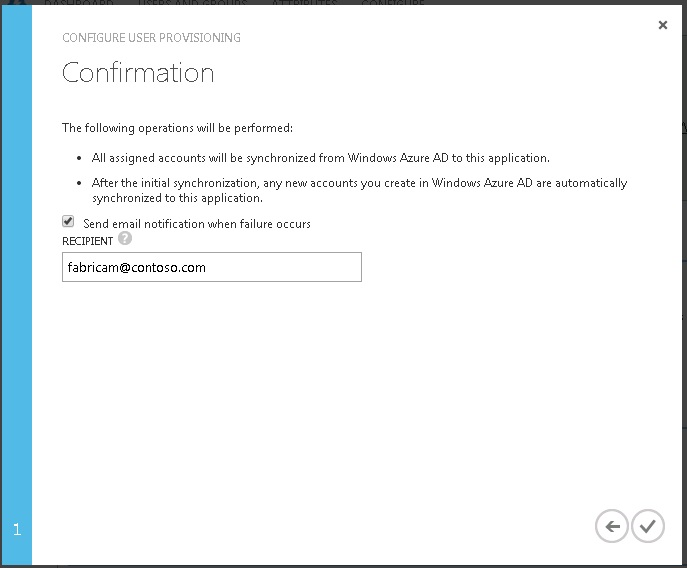 DASHBOARD USERS AND GROUPS ATTRIBUTES CONFIGURE
CONFIGURE USER PROVISIONING
Confirmation
The following operations will be performed:
• All assigned accounts will be synchronized from Windows Azure AD to this application.
• After the initial synchronization, any new accounts you create in Windows Azure AD are automatically
synchronized to this application.
Send email notification when failure occurs
RECIPIENT ?
fabricam@contoso.com
1